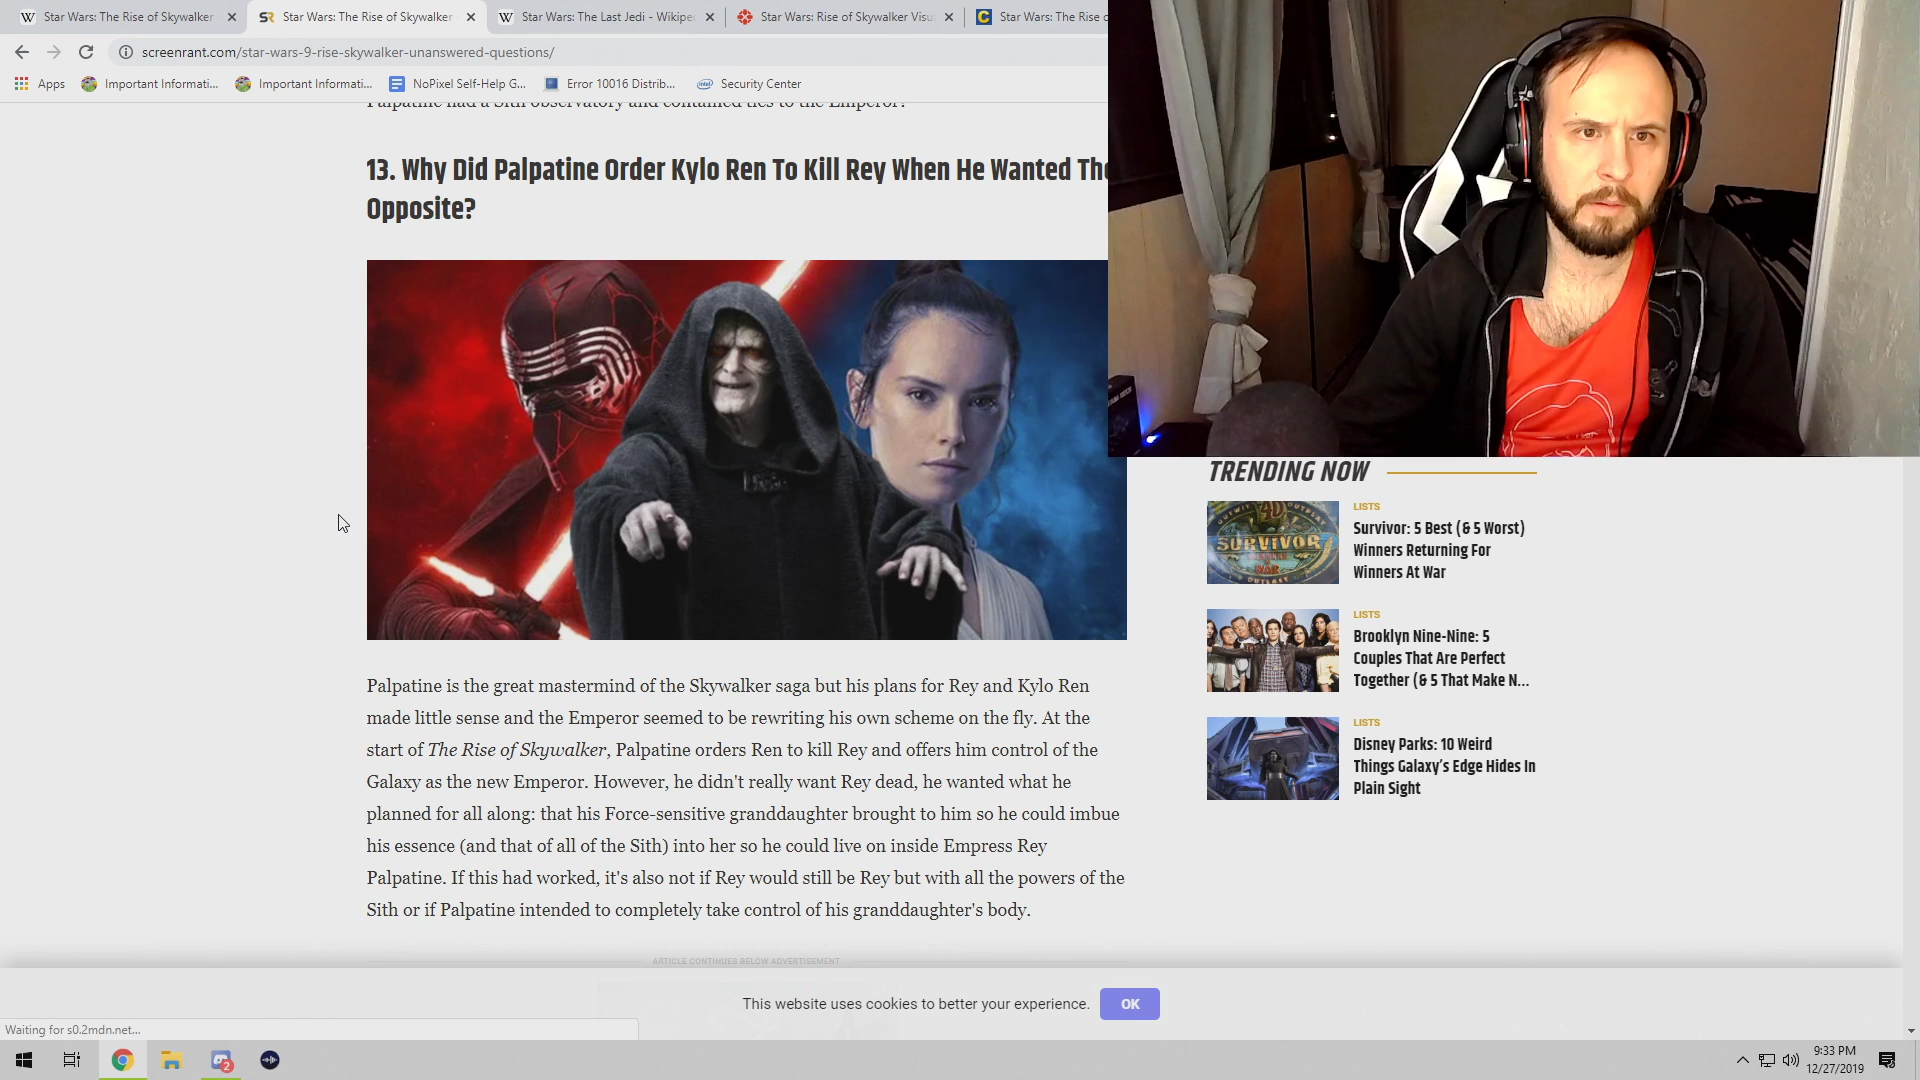 Star Wars: The Rise of Skywalker
Star Wars: The Rise of Skywalker
Star Wars: The Last Jedi - Wikipe
Star Wars: Rise of Skywalker Visu
Star Wars: The Rise o
screenrant.com/star-wars-9-rise-skywalker-unanswered-questions/
Apps
Important Informati...
Important Informati...
NoPixel Self-Help G...
Error 10016 Distrib...
Security Center
Palpatine had a Sith observatory and contained ties to the Emperor?
13. Why Did Palpatine Order Kylo Ren To Kill Rey When He Wanted The
Opposite?
Palpatine is the great mastermind of the Skywalker saga but his plans for Rey and Kylo Ren
made little sense and the Emperor seemed to be rewriting his own scheme on the fly. At the
start of The Rise of Skywalker, Palpatine orders Ren to kill Rey and offers him control of the
Galaxy as the new Emperor. However, he didn't really want Rey dead, he wanted what he
planned for all along: that his Force-sensitive granddaughter brought to him so he could imbue
his essence (and that of all of the Sith) into her so he could live on inside Empress Rey
Palpatine. If this had worked, it's also not if Rey would still be Rey but with all the powers of the
Sith or if Palpatine intended to completely take control of his granddaughter's body.
ARTICLE CONTINUES BELOW ADVERTISEMENT
TRENDING NOW
SURVIVOR
LISTS
Survivor: 5 Best (& 5 Worst)
Winners Returning For
Winners At War
LISTS
Brooklyn Nine-Nine: 5
Couples That Are Perfect
Together (& 5 That Make N...
LISTS
Disney Parks: 10 Weird
Things Galaxy's Edge Hides In
Plain Sight
This website uses cookies to better your experience.
OK
Waiting for s0.2mdn.net...
2
9:33 PM
12/27/2019